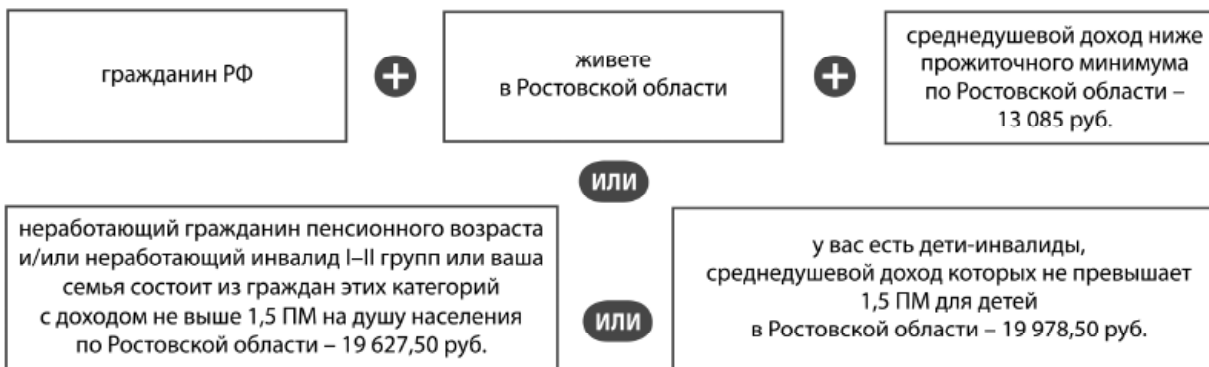 гражданин РФ
живете
в Ростовской области
среднедушевой доход ниже
прожиточного минимума
по Ростовской области –
13 085 руб.
или
неработающий гражданин пенсионного возраста
и/или неработающий инвалид I–II групп или ваша
семья состоит из граждан этих категорий
с доходом не выше 1,5 ПМ на душу населения
по Ростовской области – 19 627,50 руб.
или
у вас есть дети-инвалиды,
среднедушевой доход которых не превышает
1,5 ПМ для детей
в Ростовской области – 19 978,50 руб.